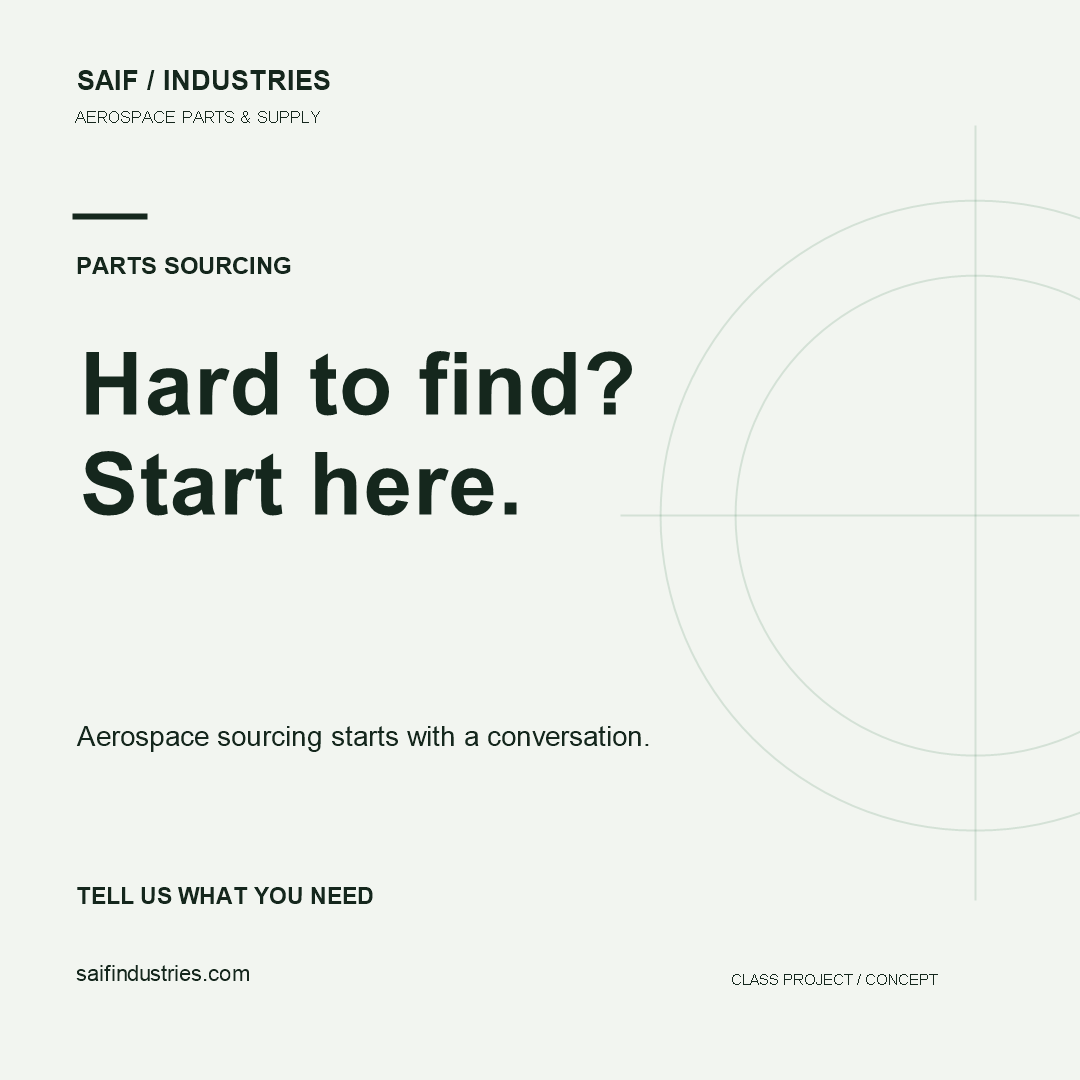 SAIF / INDUSTRIES
AEROSPACE PARTS & SUPPLY
PARTS SOURCING
Hard to find?
Start here.
Aerospace sourcing starts with a conversation.
TELL US WHAT YOU NEED
saifindustries.com
CLASS PROJECT / CONCEPT